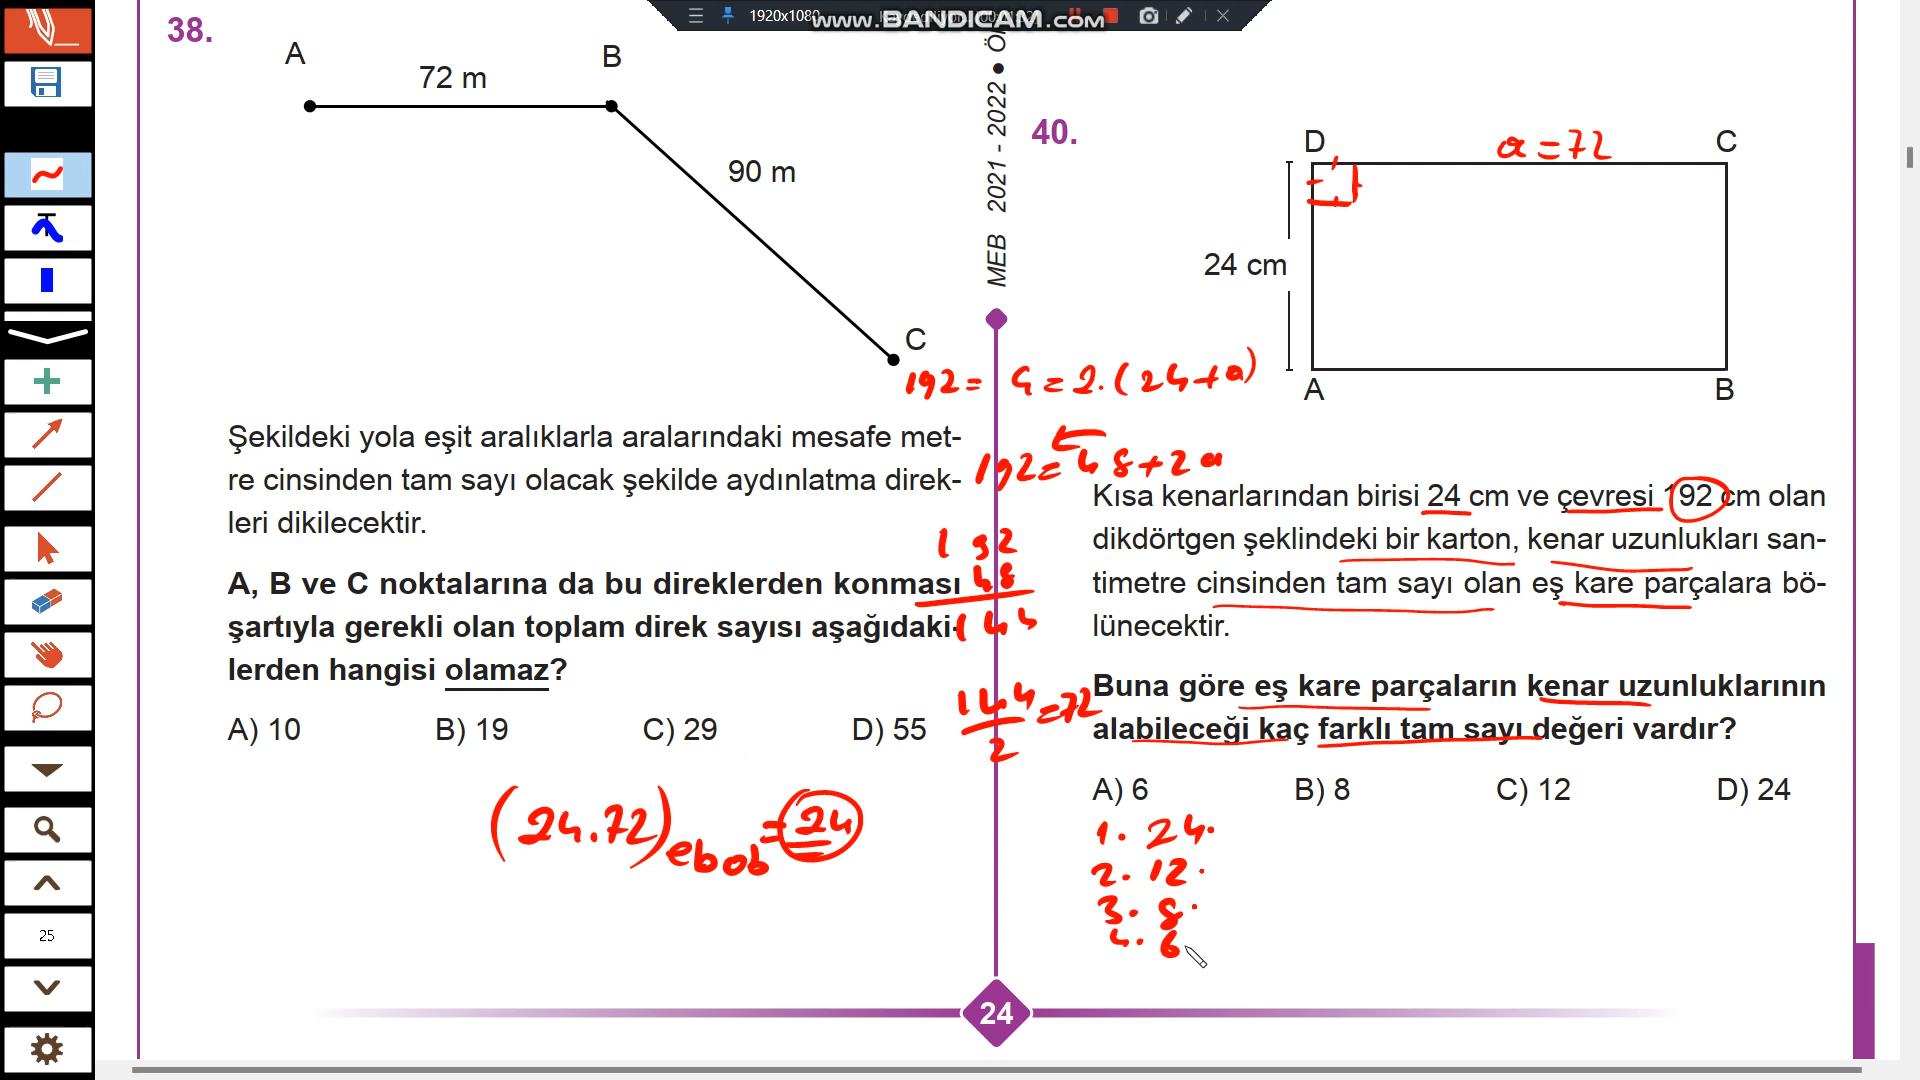 1920x1080
www.BANDICAM.com
38.
A
B
72 m
90 m
C
Şekildeki yola eşit aralıklarla aralarındaki mesafe met-
re cinsinden tam sayı olacak şekilde aydınlatma direk-
leri dikilecektir.
A, B ve C noktalarına da bu direklerden konması
şartıyla gerekli olan toplam direk sayısı aşağıdaki-
lerden hangisi olamaz?
A) 10 B) 19 C) 29 D) 55
(24.72)ebob=24
MEB 2021 - 2022 ● Ö
192= Ç=2.(24+a)
192=48+2a
192
48
144
144
2
=72
40.
D
a=72
C
24 cm
A
B
Kısa kenarlarından birisi 24 cm ve çevresi 192 cm olan
dikdörtgen şeklindeki bir karton, kenar uzunlukları san-
timetre cinsinden tam sayı olan eş kare parçalara bö-
lünecektir.
Buna göre eş kare parçaların kenar uzunluklarının
alabileceği kaç farklı tam sayı değeri vardır?
A) 6 B) 8 C) 12 D) 24
1. 24.
2. 12.
3. 8.
4. 6
24
25